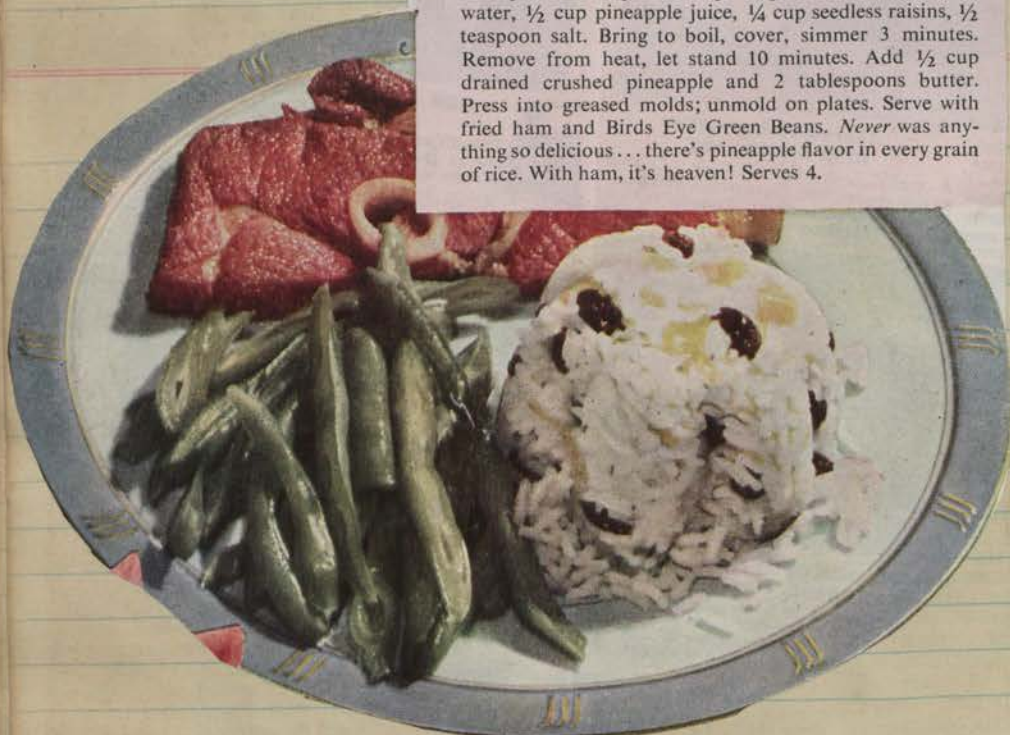 water, ½ cup pineapple juice, ¼ cup seedless raisins, ½
teaspoon salt. Bring to boil, cover, simmer 3 minutes.
Remove from heat, let stand 10 minutes. Add ½ cup
drained crushed pineapple and 2 tablespoons butter.
Press into greased molds; unmold on plates. Serve with
fried ham and Birds Eye Green Beans. Never was any-
thing so delicious... there's pineapple flavor in every grain
of rice. With ham, it's heaven! Serves 4.